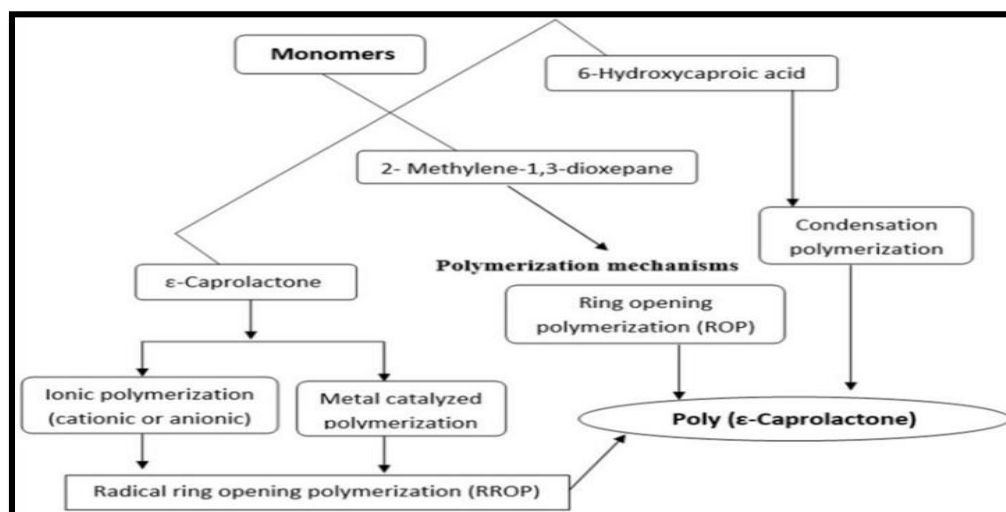 Monomers
6-Hydroxycaproic acid
2- Methylene-1,3-dioxepane
Condensation
polymerization
Polymerization mechanisms
ε-Caprolactone
Ring opening
polymerization (ROP)
Ionic polymerization
(cationic or anionic)
Metal catalyzed
polymerization
Poly (ε-Caprolactone)
Radical ring opening polymerization (RROP)